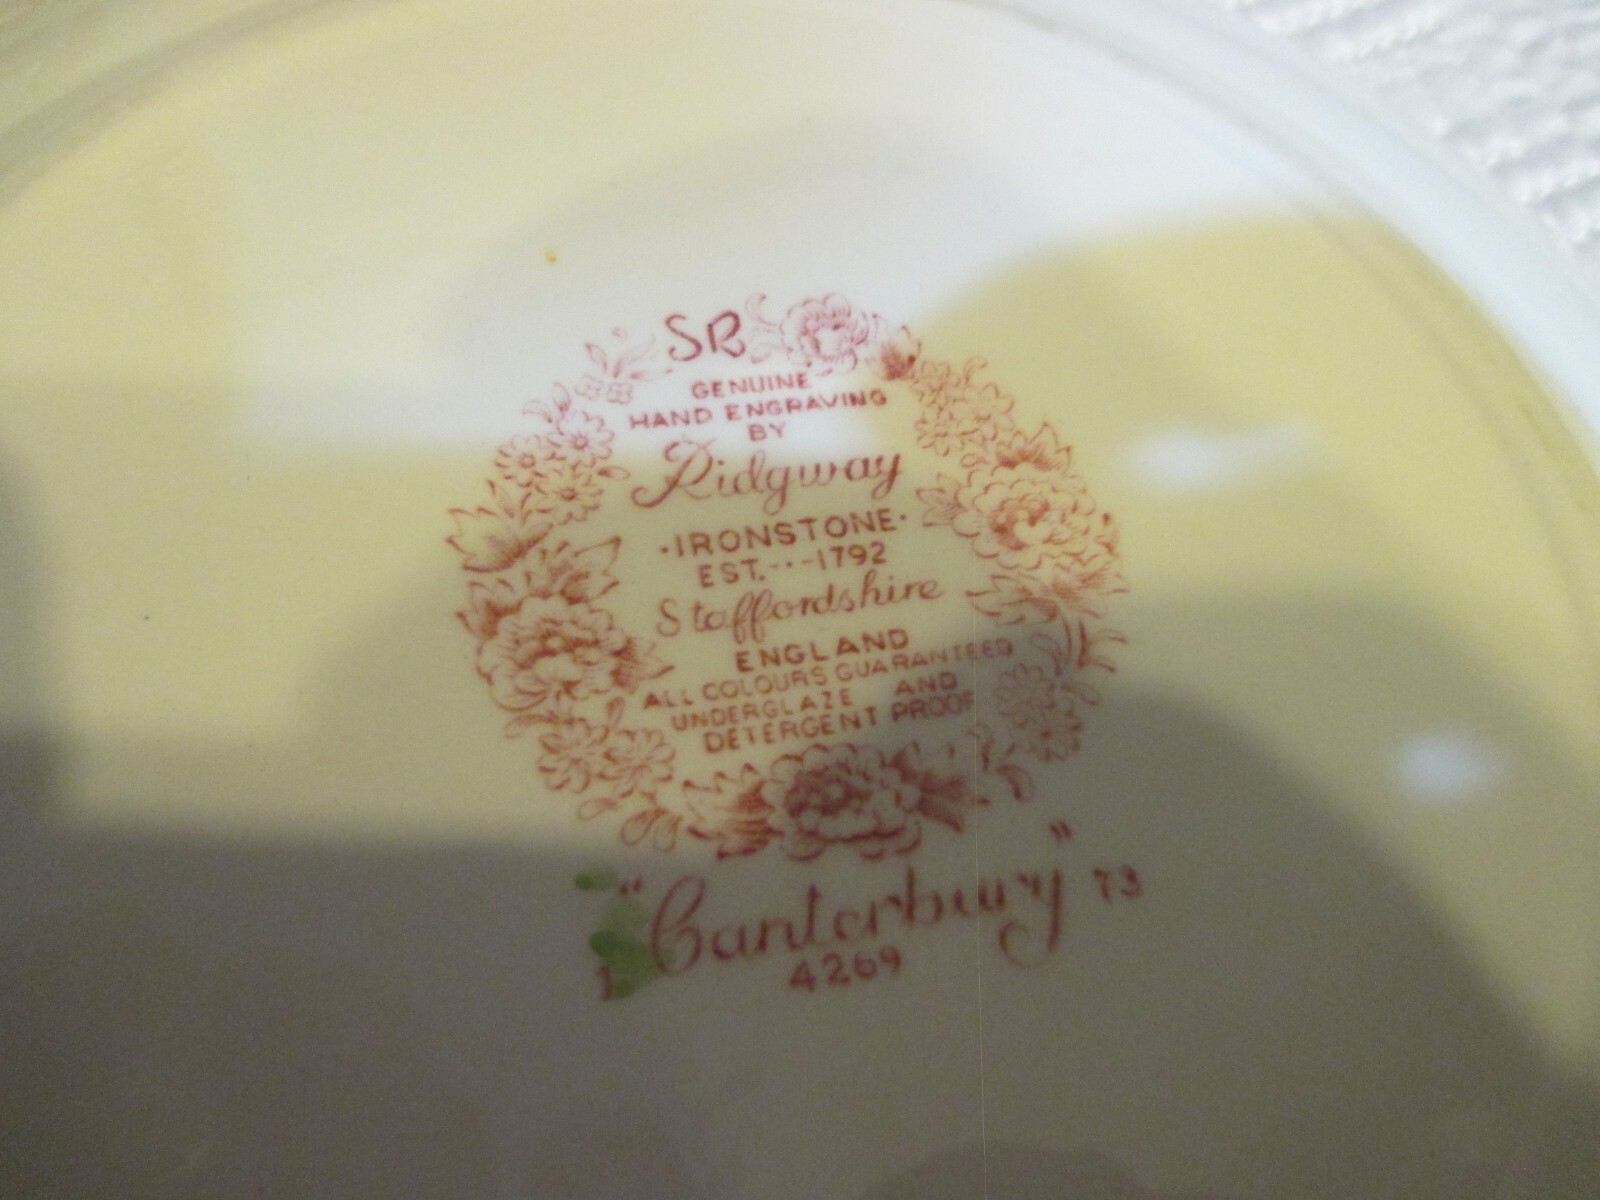 SR
GENUINE
HAND ENGRAVING
BY
Ridgway
·IRONSTONE·
EST.---1792
Staffordshire
ENGLAND
ALL COLOURS GUARANTEED
UNDERGLAZE AND
DETERGENT PROOF
"Canterbury" 73
4269